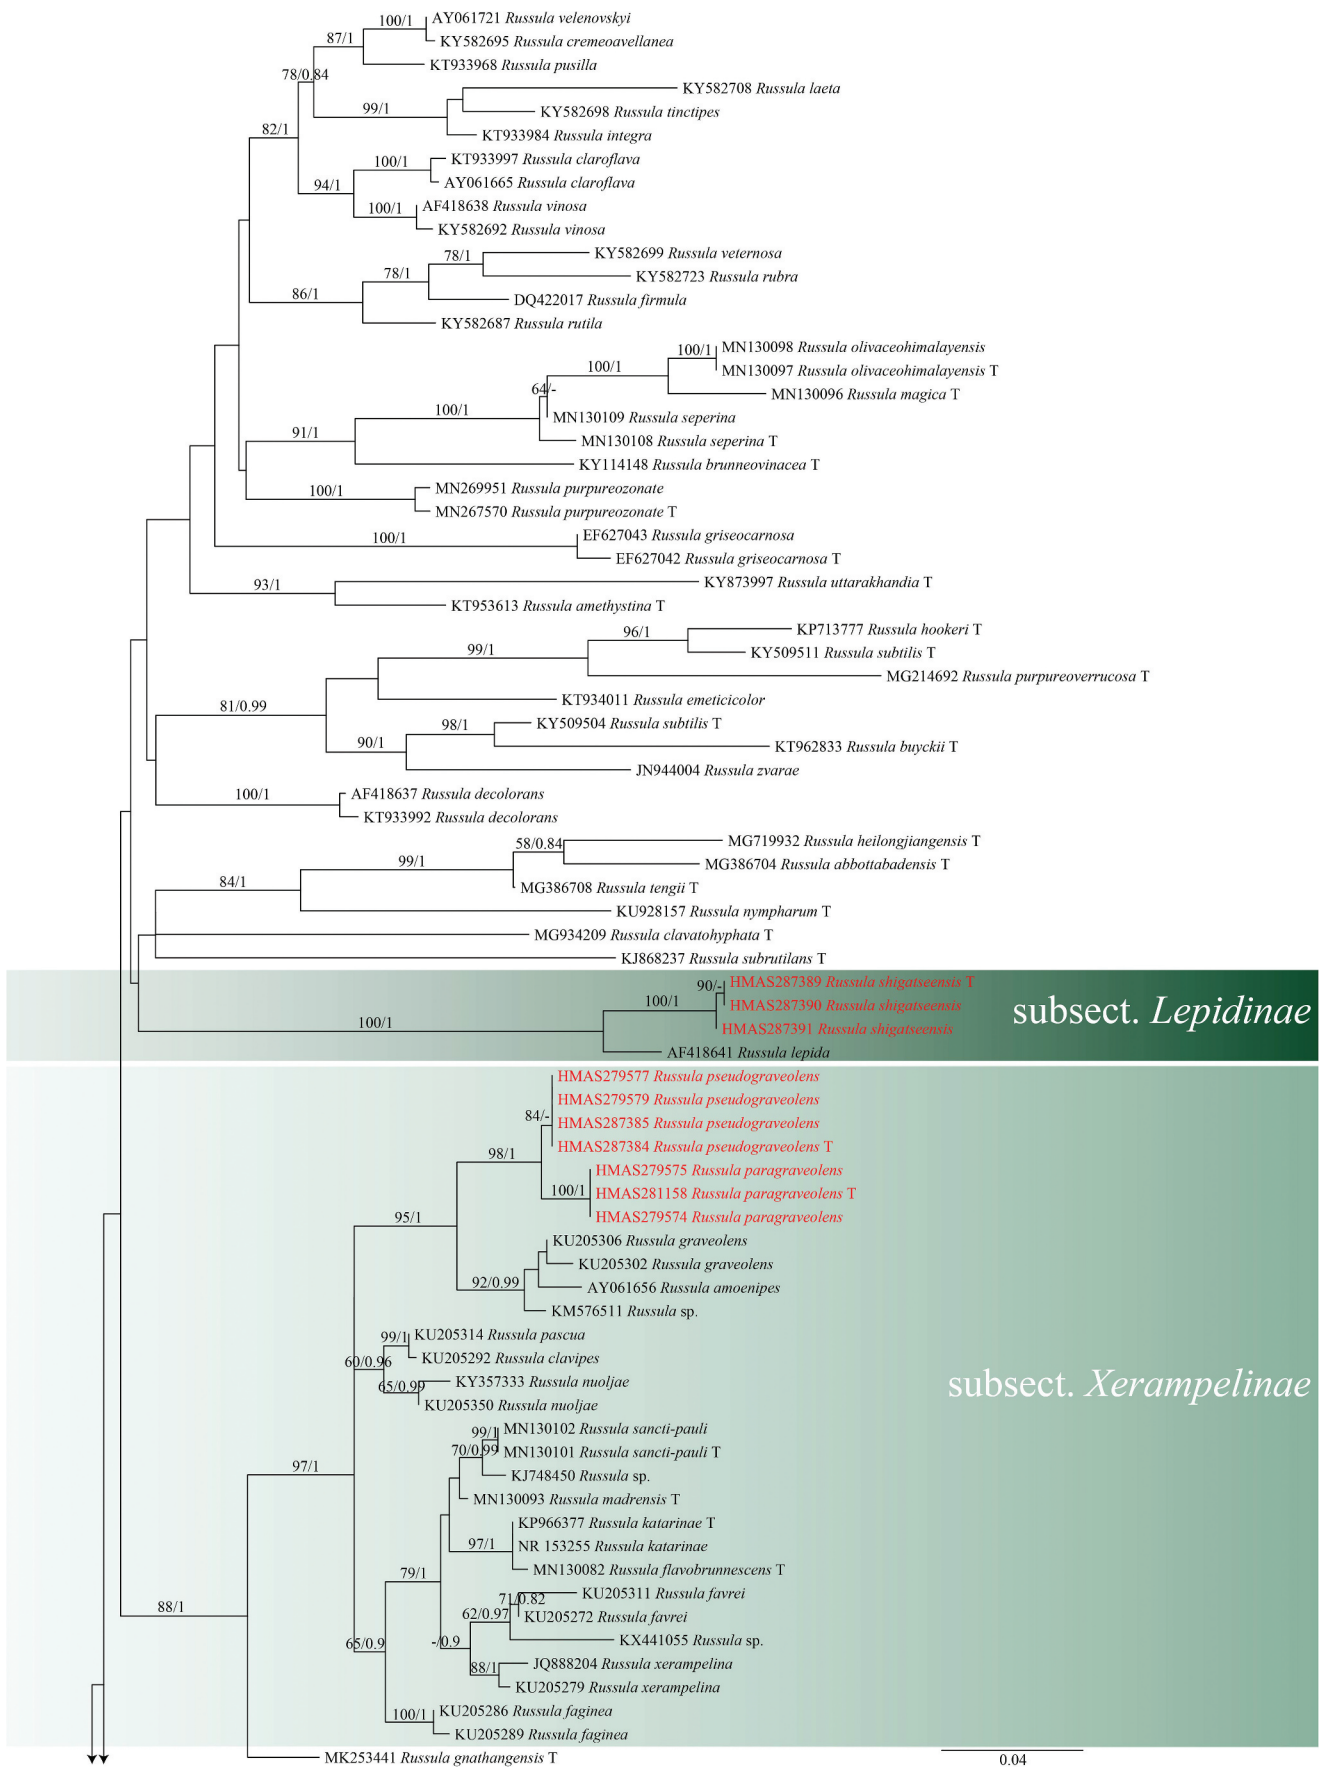 100/1
AY061721 Russula velenovskyi
87/1
KY582695 Russula cremeoavellanea
KT933968 Russula pusilla
78/0.84
KY582708 Russula laeta
99/1
KY582698 Russula tinctipes
82/1
KT933984 Russula integra
100/1
KT933997 Russula claroflava
94/1
AY061665 Russula claroflava
100/1
AF418638 Russula vinosa
KY582692 Russula vinosa
78/1
KY582699 Russula veternosa
78/1
KY582723 Russula rubra
86/1
DQ422017 Russula firmula
KY582687 Russula rutila
100/1
MN130098 Russula olivaceohimalayensis
100/1
MN130097 Russula olivaceohimalayensis T
64/-
MN130096 Russula magica T
100/1
MN130109 Russula seperina
91/1
MN130108 Russula seperina T
KY114148 Russula brunneovinacea T
100/1
MN269951 Russula purpureozonate
MN267570 Russula purpureozonate T
100/1
EF627043 Russula griseocarnosa
EF627042 Russula griseocarnosa T
93/1
KY873997 Russula uttarakhandia T
KT953613 Russula amethystina T
96/1
KP713777 Russula hookeri T
99/1
KY509511 Russula subtilis T
MG214692 Russula purpureoverrucosa T
81/0.99
KT934011 Russula emeticicolor
98/1
KY509504 Russula subtilis T
90/1
KT962833 Russula buyckii T
JN944004 Russula zvarae
100/1
AF418637 Russula decolorans
KT933992 Russula decolorans
58/0.84
MG719932 Russula heilongjiangensis T
99/1
MG386704 Russula abbottabadensis T
84/1
MG386708 Russula tengii T
KU928157 Russula nympharum T
MG934209 Russula clavatohyphata T
KJ868237 Russula subrutilans T
90/-
HMAS287389 Russula shigatseensis T
100/1
HMAS287390 Russula shigatseensis
subsect. Lepidinae
100/1
HMAS287391 Russula shigatseensis
AF418641 Russula lepida
HMAS279577 Russula pseudograveolens
HMAS279579 Russula pseudograveolens
84/-
HMAS287385 Russula pseudograveolens
HMAS287384 Russula pseudograveolens T
98/1
HMAS279575 Russula paragraveolens
100/1
HMAS281158 Russula paragraveolens T
95/1
HMAS279574 Russula paragraveolens
KU205306 Russula graveolens
KU205302 Russula graveolens
92/0.99
AY061656 Russula amoenipes
KM576511 Russula sp.
99/1
KU205314 Russula pascua
60/0.96
KU205292 Russula clavipes
65/0.99
KY357333 Russula nuoljae
subsect. Xerampelinae
KU205350 Russula nuoljae
99/1
MN130102 Russula sancti-pauli
70/0.99
MN130101 Russula sancti-pauli T
97/1
KJ748450 Russula sp.
MN130093 Russula madrensis T
KP966377 Russula katarinae T
97/1
NR 153255 Russula katarinae
79/1
MN130082 Russula flavobrunnescens T
71/0.82
KU205311 Russula favrei
88/1
62/0.97
KU205272 Russula favrei
65/0.9
-/0.9
KX441055 Russula sp.
88/1
JQ888204 Russula xerampelina
KU205279 Russula xerampelina
100/1
KU205286 Russula faginea
KU205289 Russula faginea
MK253441 Russula gnathangensis T
0.04